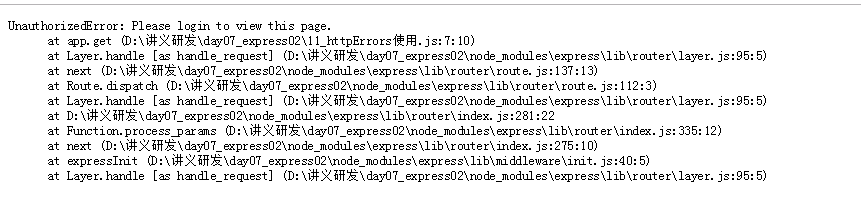 UnauthorizedError: Please login to view this page.
at app.get (D:\讲义研发\day07_express02\11_httpErrors使用.js:7:10)
at Layer.handle [as handle_request] (D:\讲义研发\day07_express02\node_modules\express\lib\router\layer.js:95:5)
at next (D:\讲义研发\day07_express02\node_modules\express\lib\router\route.js:137:13)
at Route.dispatch (D:\讲义研发\day07_express02\node_modules\express\lib\router\route.js:112:3)
at Layer.handle [as handle_request] (D:\讲义研发\day07_express02\node_modules\express\lib\router\layer.js:95:5)
at D:\讲义研发\day07_express02\node_modules\express\lib\router\index.js:281:22
at Function.process_params (D:\讲义研发\day07_express02\node_modules\express\lib\router\index.js:335:12)
at next (D:\讲义研发\day07_express02\node_modules\express\lib\router\index.js:275:10)
at expressInit (D:\讲义研发\day07_express02\node_modules\express\lib\middleware\init.js:40:5)
at Layer.handle [as handle_request] (D:\讲义研发\day07_express02\node_modules\express\lib\router\layer.js:95:5)